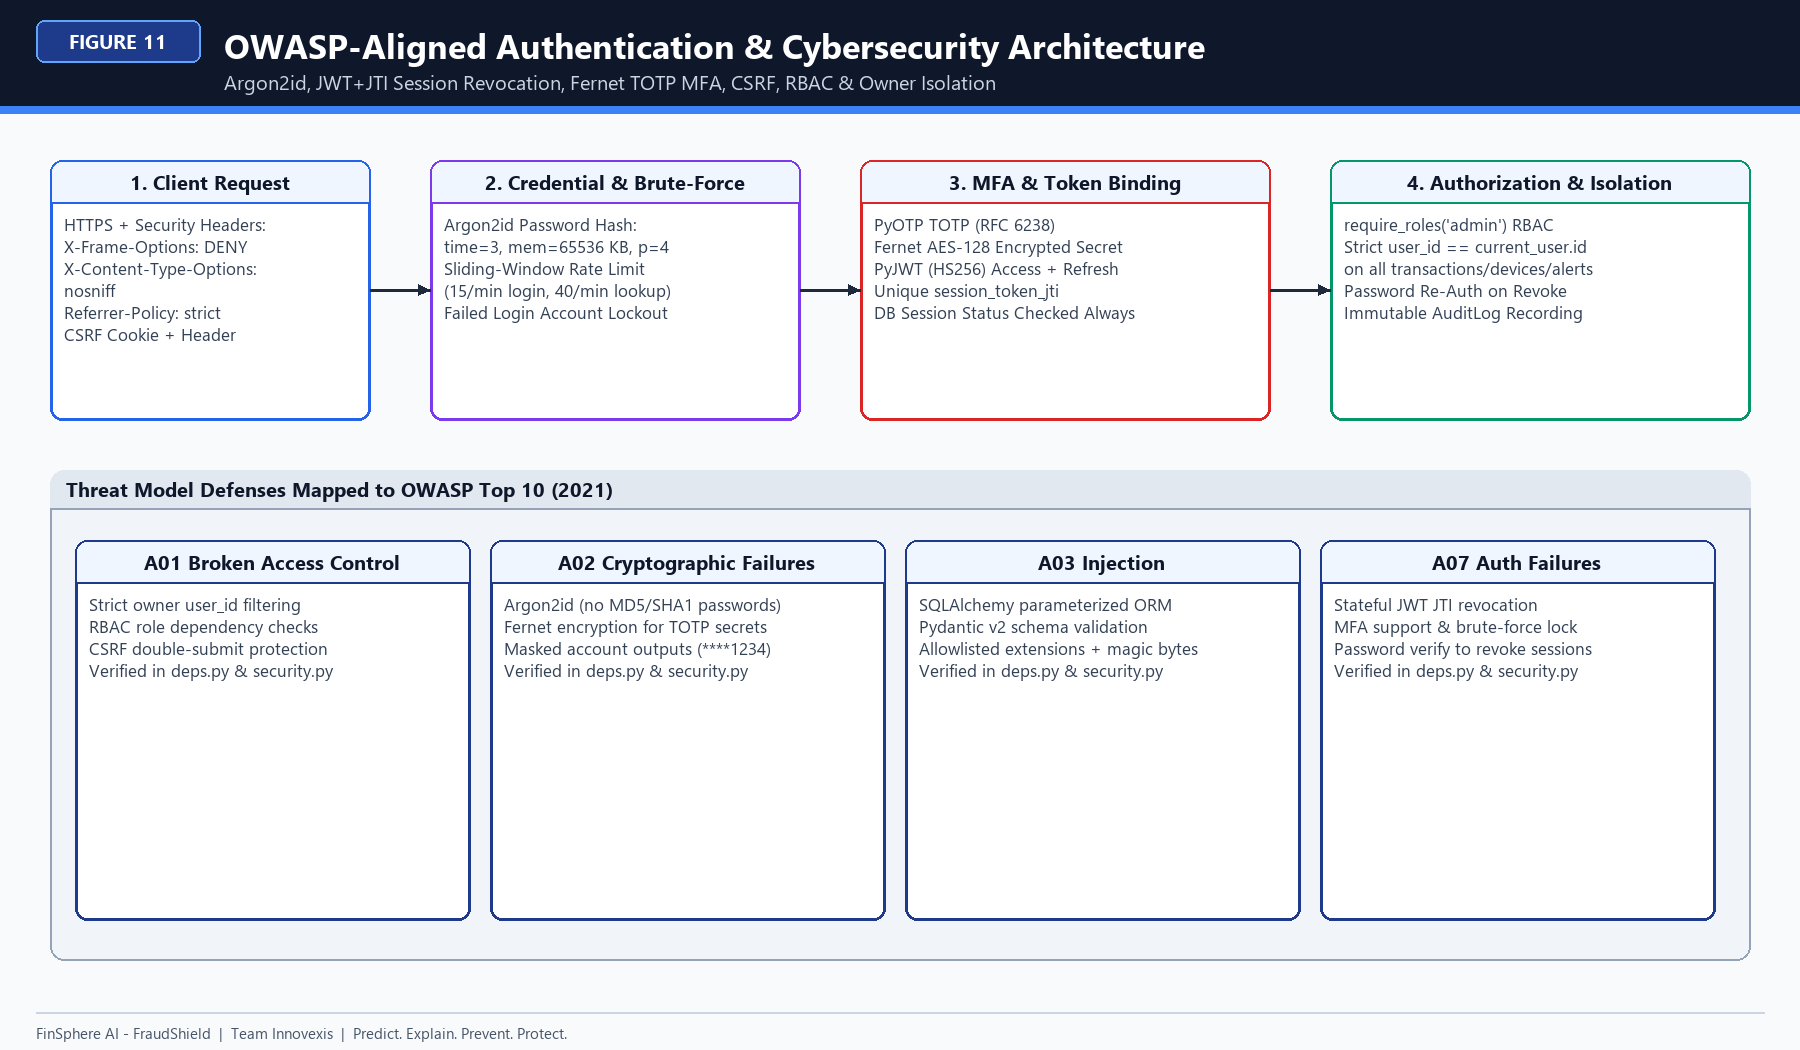 FIGURE 11
OWASP-Aligned Authentication & Cybersecurity Architecture
Argon2id, JWT+JTI Session Revocation, Fernet TOTP MFA, CSRF, RBAC & Owner Isolation
1. Client Request
HTTPS + Security Headers:
X-Frame-Options: DENY
X-Content-Type-Options:
nosniff
Referrer-Policy: strict
CSRF Cookie + Header
2. Credential & Brute-Force
Argon2id Password Hash:
time=3, mem=65536 KB, p=4
Sliding-Window Rate Limit
(15/min login, 40/min lookup)
Failed Login Account Lockout
3. MFA & Token Binding
PyOTP TOTP (RFC 6238)
Fernet AES-128 Encrypted Secret
PyJWT (HS256) Access + Refresh
Unique session_token_jti
DB Session Status Checked Always
4. Authorization & Isolation
require_roles('admin') RBAC
Strict user_id == current_user.id
on all transactions/devices/alerts
Password Re-Auth on Revoke
Immutable AuditLog Recording
Threat Model Defenses Mapped to OWASP Top 10 (2021)
A01 Broken Access Control
Strict owner user_id filtering
RBAC role dependency checks
CSRF double-submit protection
Verified in deps.py & security.py
A02 Cryptographic Failures
Argon2id (no MD5/SHA1 passwords)
Fernet encryption for TOTP secrets
Masked account outputs (****1234)
Verified in deps.py & security.py
A03 Injection
SQLAlchemy parameterized ORM
Pydantic v2 schema validation
Allowlisted extensions + magic bytes
Verified in deps.py & security.py
A07 Auth Failures
Stateful JWT JTI revocation
MFA support & brute-force lock
Password verify to revoke sessions
Verified in deps.py & security.py
FinSphere AI - FraudShield | Team Innovexis | Predict. Explain. Prevent. Protect.